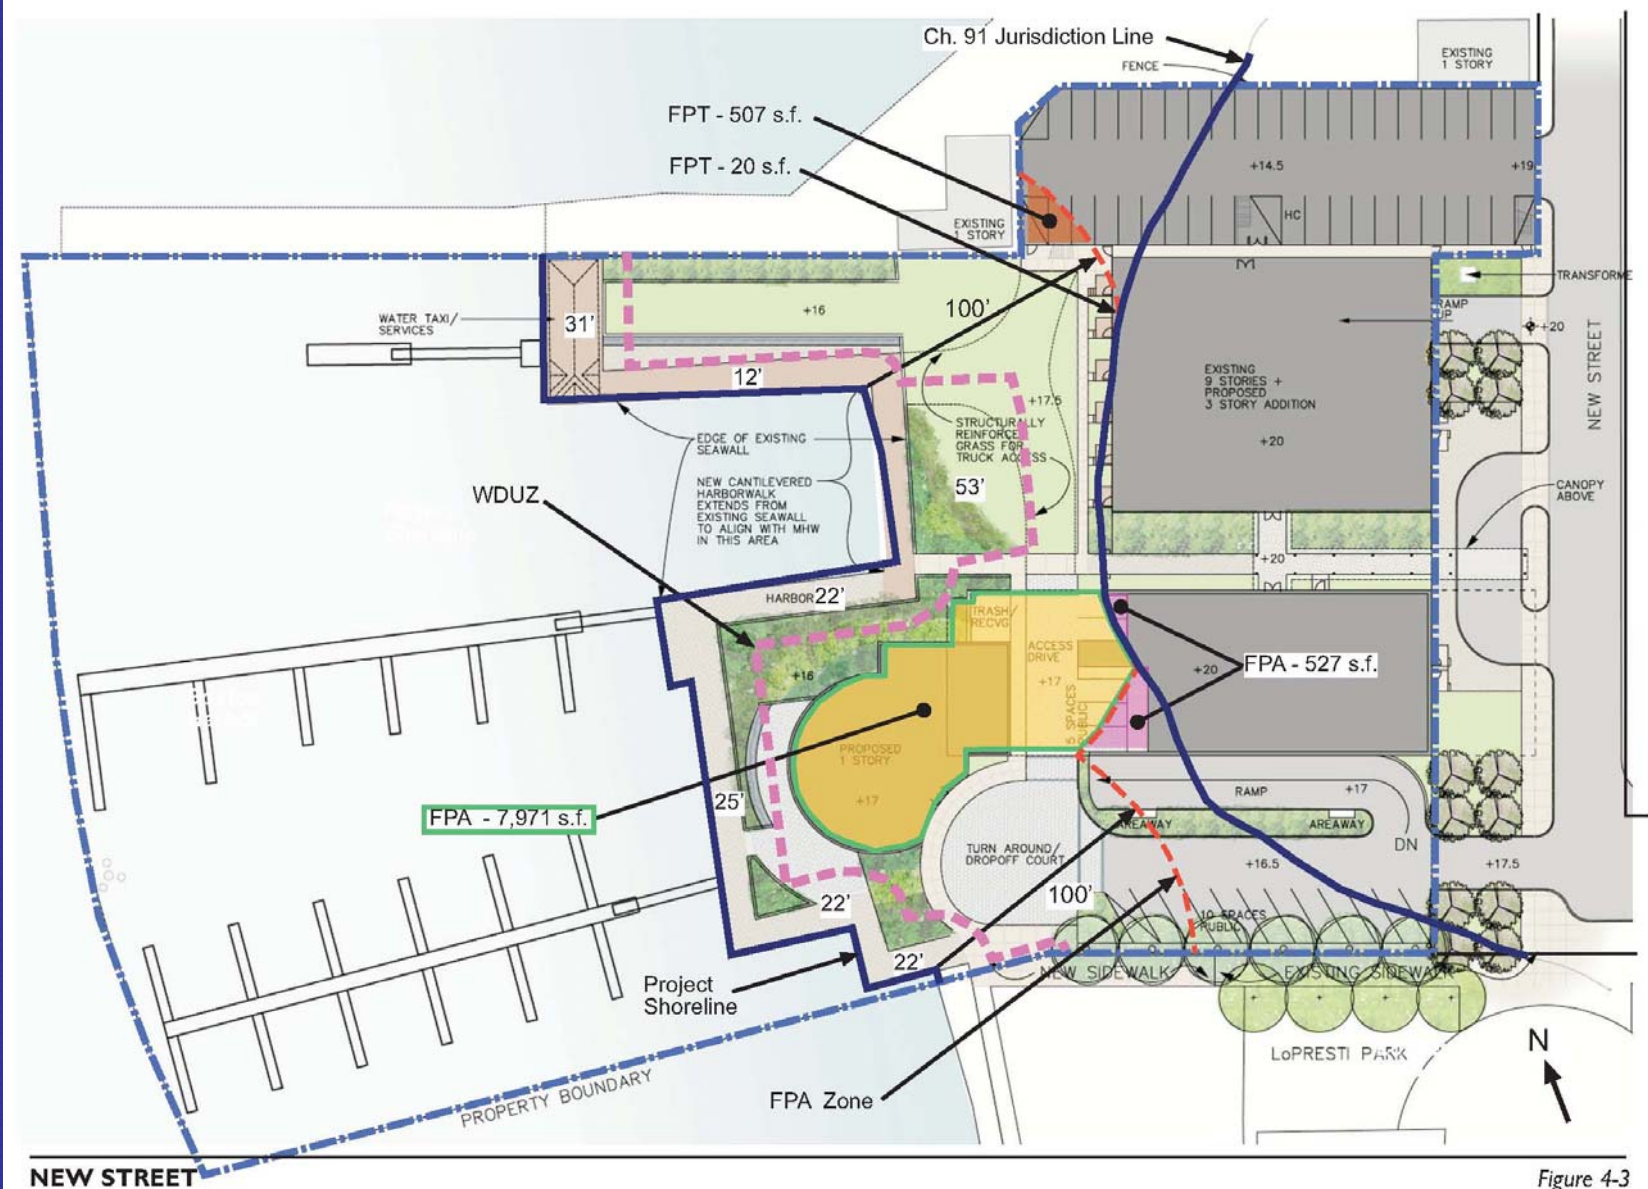 Ch. 91 Jurisdiction Line
FENCE
EXISTING
1 STORY
FPT - 507 s.f.
FPT - 20 s.f.
+14.5
+19
HC
EXISTING
1 STORY
TRANSFORME
RAMP
UP
+20
NEW STREET
WATER TAXI/
SERVICES
31'
+16
100'
12'
+17.5
EXISTING
9 STORIES +
PROPOSED
3 STORY ADDITION
+20
EDGE OF EXISTING
SEAWALL
STRUCTURALLY
REINFORCE
GRASS FOR
TRUCK ACCESS
NEW CANTILEVERED
HARBORWALK
EXTENDS FROM
EXISTING SEAWALL
TO ALIGN WITH MHW
IN THIS AREA
53'
WDUZ
CANOPY
ABOVE
+20
HARBOR
22'
TRASH/
RECVG
ACCESS
DRIVE
+17
5 SPACES
PUBLIC
+20
FPA - 527 s.f.
+16
PROPOSED
1 STORY
+17
25'
FPA - 7,971 s.f.
RAMP
+17
AREAWAY
AREAWAY
DN
TURN AROUND/
DROPOFF COURT
+16.5
+17.5
100'
22'
10 SPACES
PUBLIC
22'
Project
Shoreline
NEW SIDEWALK
EXISTING SIDEWALK
LoPRESTI PARK
N
FPA Zone
PROPERTY BOUNDARY
NEW STREET
Figure 4-3